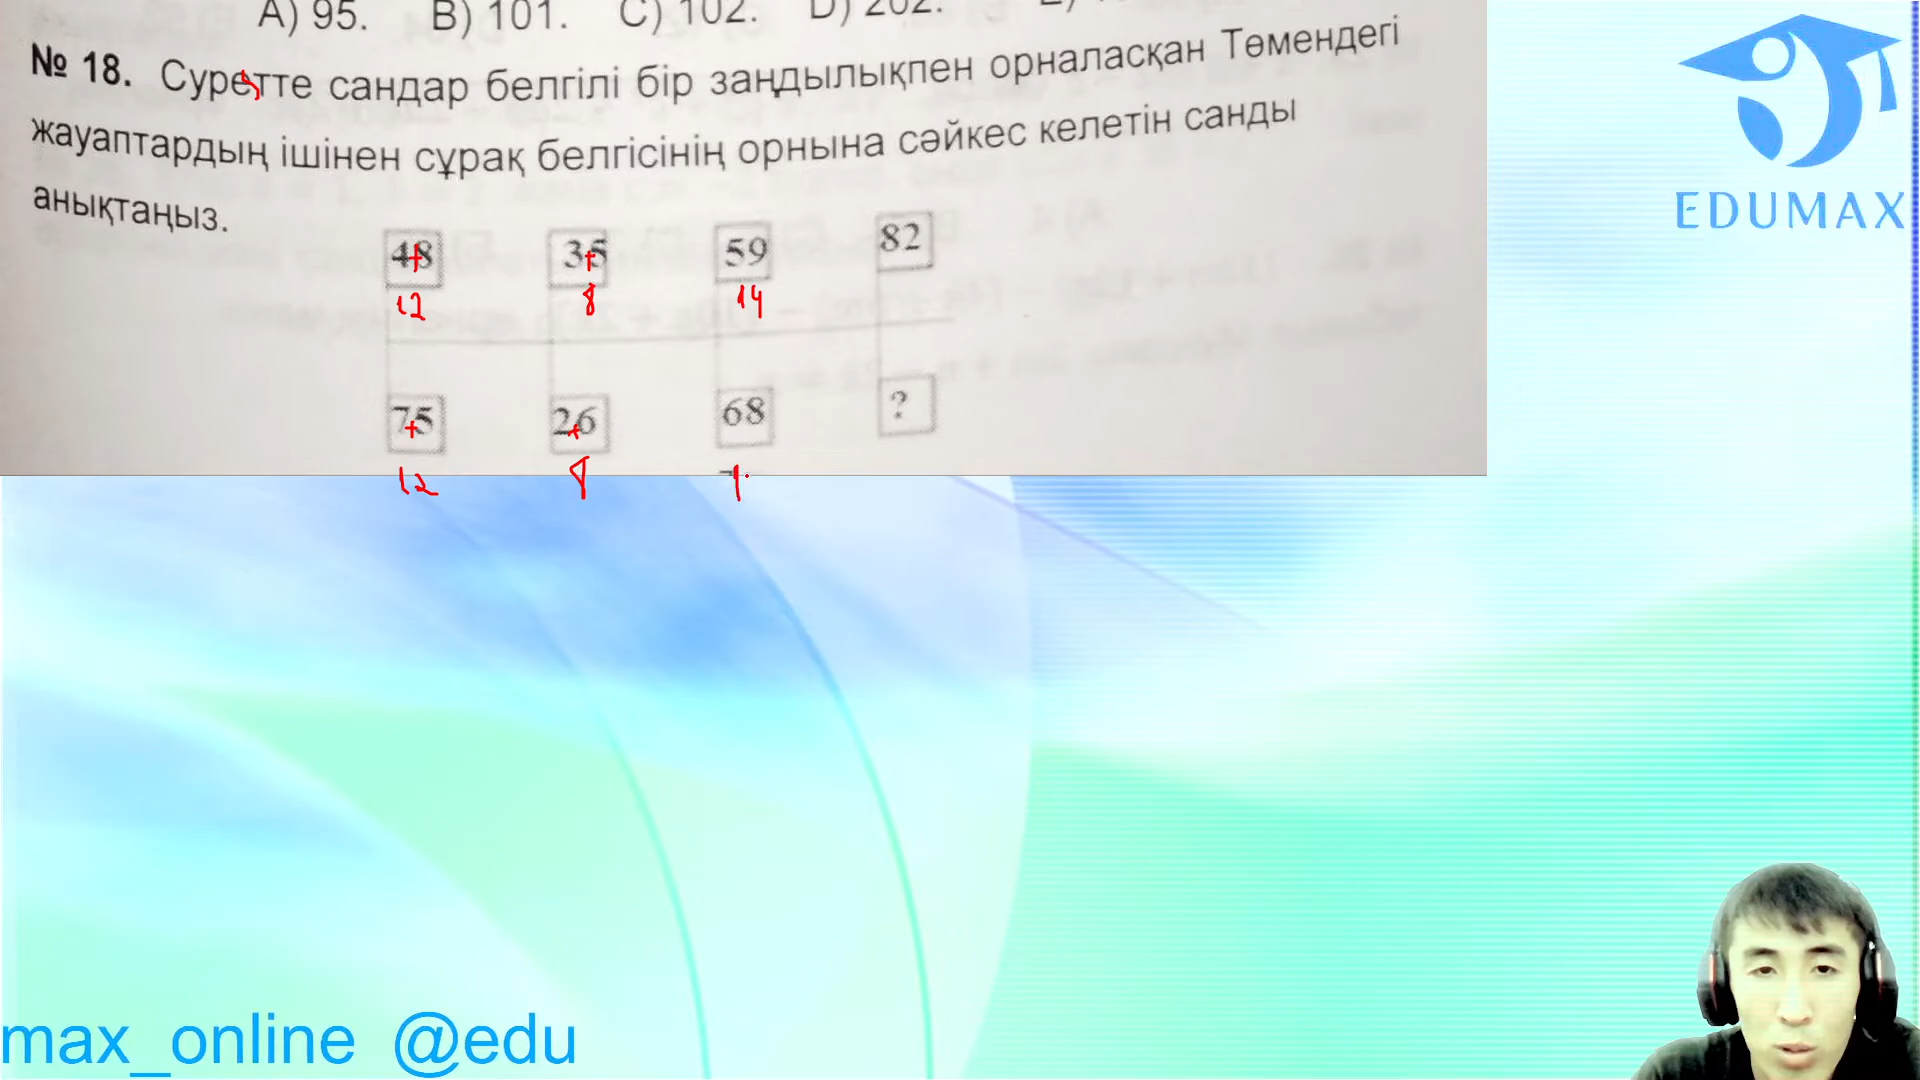 А) 95. В) 101. С) 102. D) 202.
№ 18. Суретте сандар белгілі бір заңдылықпен орналасқан Төмендегі
жауаптардың ішінен сұрақ белгісінің орнына сәйкес келетін санды
анықтаңыз.
48 35 59 82
12 8 14
75 26 68 ?
12 8 1
EDUMAX
max_online @edu